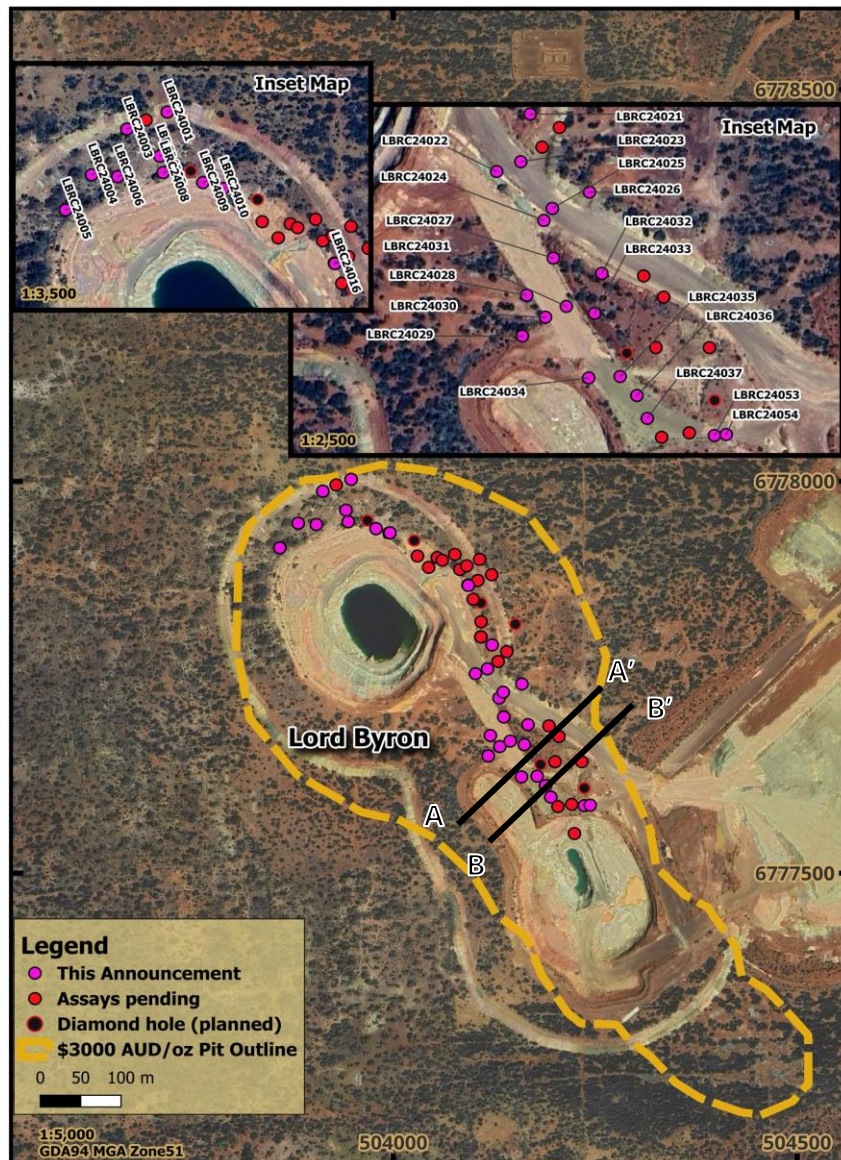 6778500
Inset Map
LBRC24001
LBRC24003
LBRC24008
LBRC24004
LBRC24006
LBRC24009
LBRC24010
LBRC24005
LBRC24016
1:3,500
Inset Map
LBRC24021
LBRC24022
LBRC24023
LBRC24024
LBRC24025
LBRC24026
LBRC24027
LBRC24032
LBRC24031
LBRC24033
LBRC24028
LBRC24035
LBRC24030
LBRC24036
LBRC24029
LBRC24037
LBRC24034
LBRC24053
LBRC24054
1:2,500
6778000
A'
B'
Lord Byron
A
B
6777500
Legend
This Announcement
Assays pending
Diamond hole (planned)
$3000 AUD/oz Pit Outline
0 50 100 m
1:5,000
GDA94 MGA Zone51
504000
504500